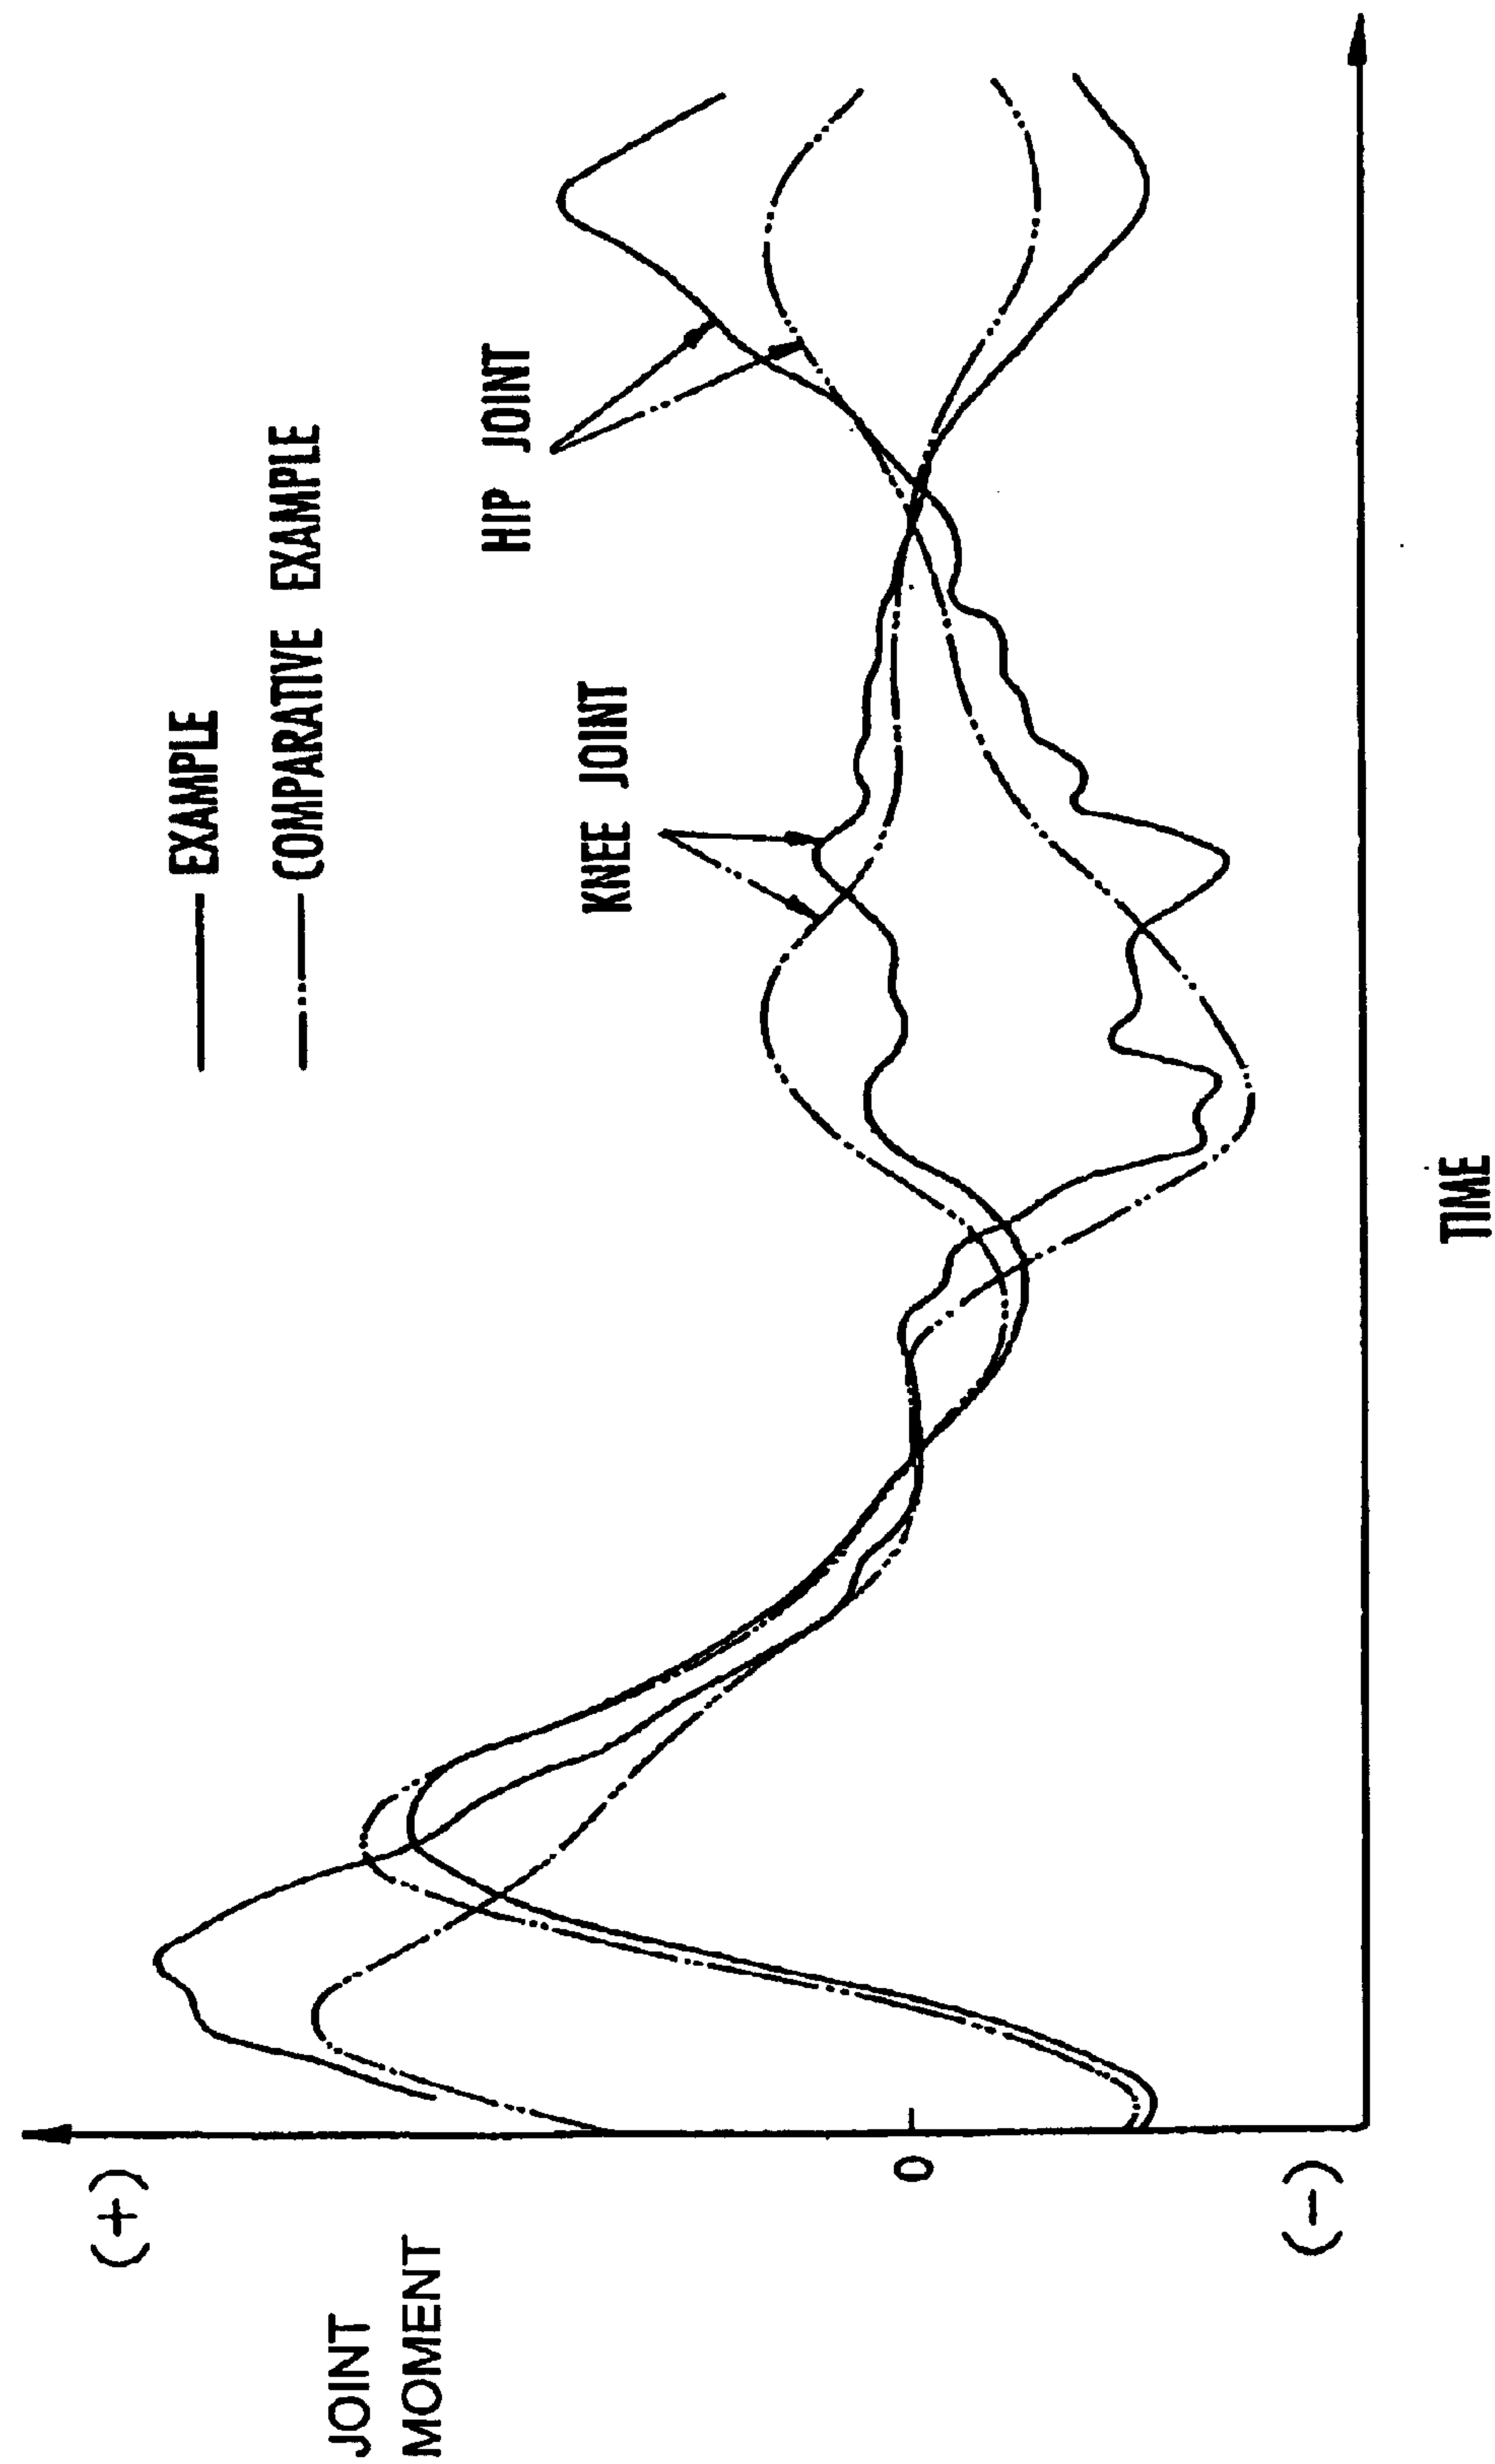 EXAMPLE
COMPARATIVE EXAMPLE
HIP JOINT
KNEE JOINT
(+)
JOINT
MOMENT
0
(-)
TIME